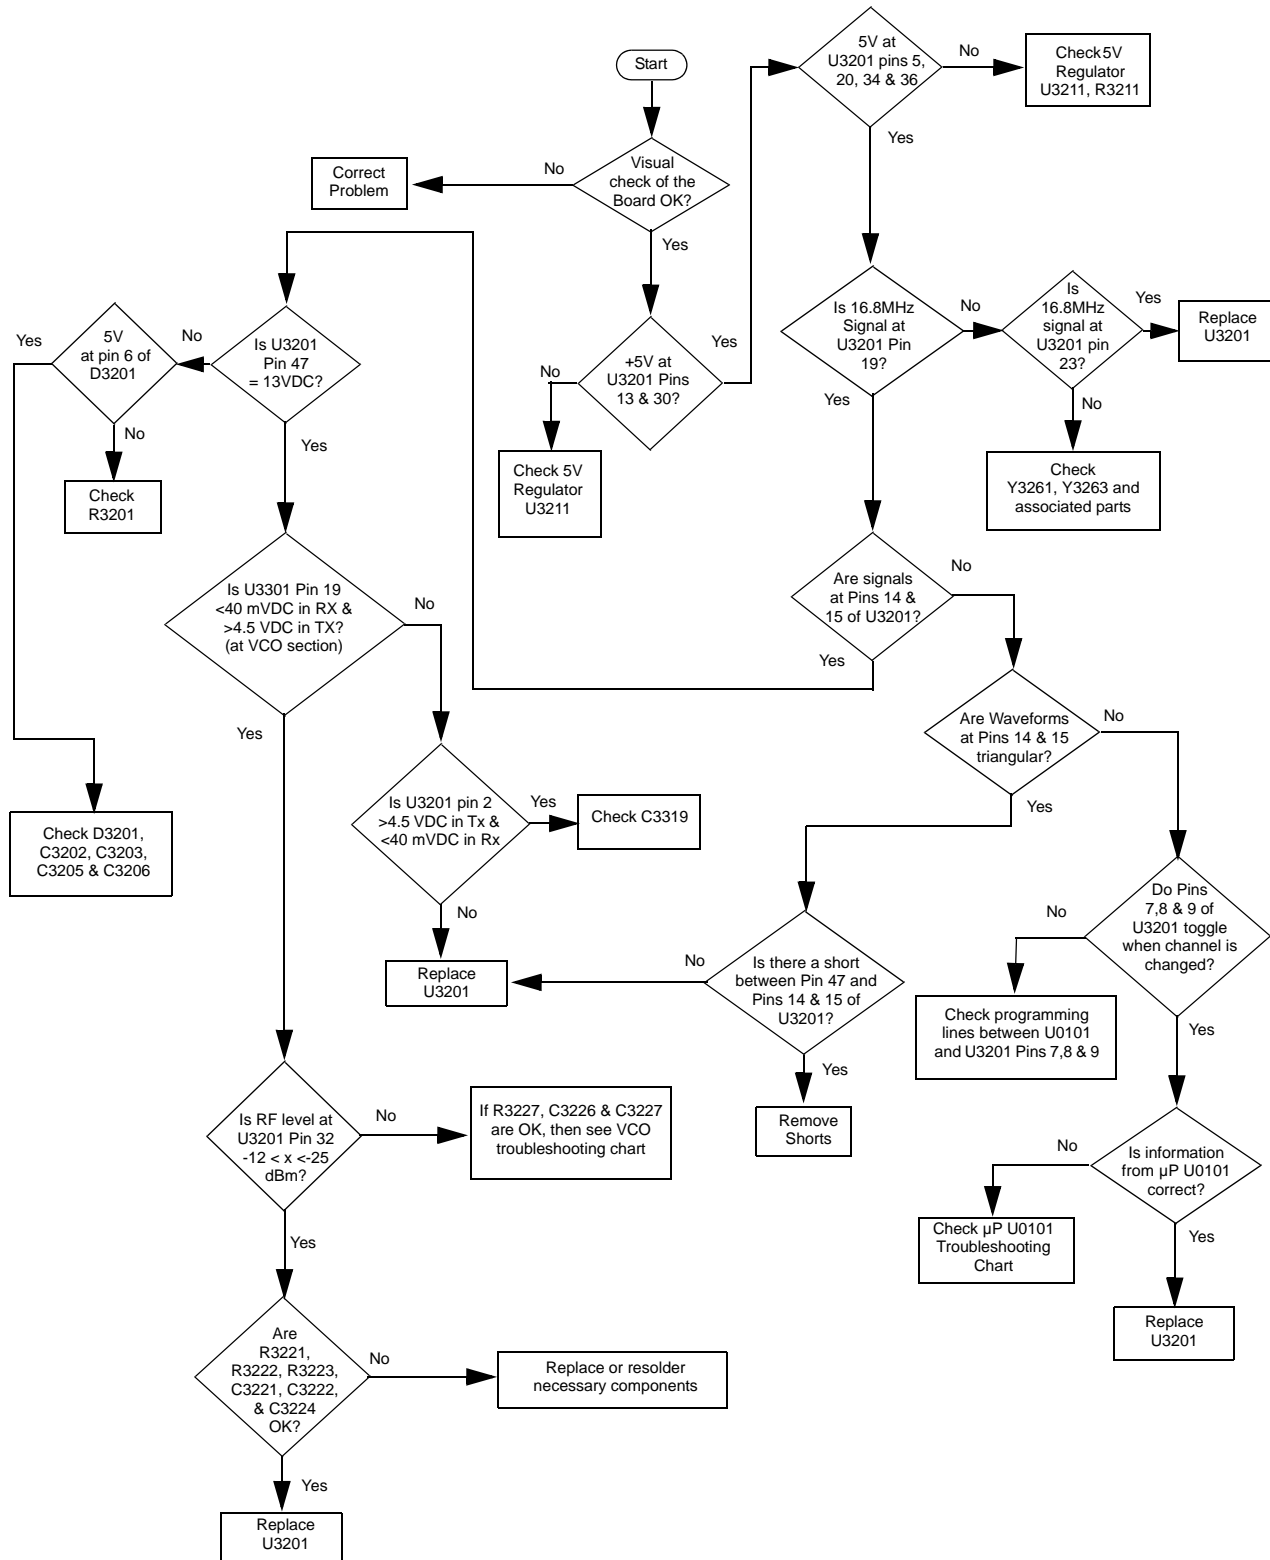 Start
Visual
check of the
Board OK?
No
Correct
Problem
Yes
+5V at
U3201 Pins
13 & 30?
No
Check 5V
Regulator
U3211
Yes
5V at
U3201 pins 5,
20, 34 & 36
No
Check 5V
Regulator
U3211, R3211
Yes
Is 16.8MHz
Signal at
U3201 Pin
19?
No
Is
16.8MHz
signal at
U3201 pin
23?
Yes
Replace
U3201
No
Check
Y3261, Y3263 and
associated parts
Yes
Are signals
at Pins 14 &
15 of U3201?
No
Yes
Are Waveforms
at Pins 14 & 15
triangular?
No
Yes
Do Pins
7,8 & 9 of
U3201 toggle
when channel is
changed?
No
Check programming
lines between U0101
and U3201 Pins 7,8 & 9
Yes
Is information
from µP U0101
correct?
No
Check µP U0101
Troubleshooting
Chart
Yes
Replace
U3201
Is there a short
between Pin 47 and
Pins 14 & 15 of
U3201?
No
Yes
Remove
Shorts
Is U3201
Pin 47
= 13VDC?
No
5V
at pin 6 of
D3201
Yes
No
Check
R3201
Check D3201,
C3202, C3203,
C3205 & C3206
Yes
Is U3301 Pin 19
<40 mVDC in RX &
>4.5 VDC in TX?
(at VCO section)
No
Is U3201 pin 2
>4.5 VDC in Tx &
<40 mVDC in Rx
Yes
Check C3319
No
Replace
U3201
Yes
Is RF level at
U3201 Pin 32
-12 < x <-25
dBm?
No
If R3227, C3226 & C3227
are OK, then see VCO
troubleshooting chart
Yes
Are
R3221,
R3222, R3223,
C3221, C3222,
& C3224
OK?
No
Replace or resolder
necessary components
Yes
Replace
U3201